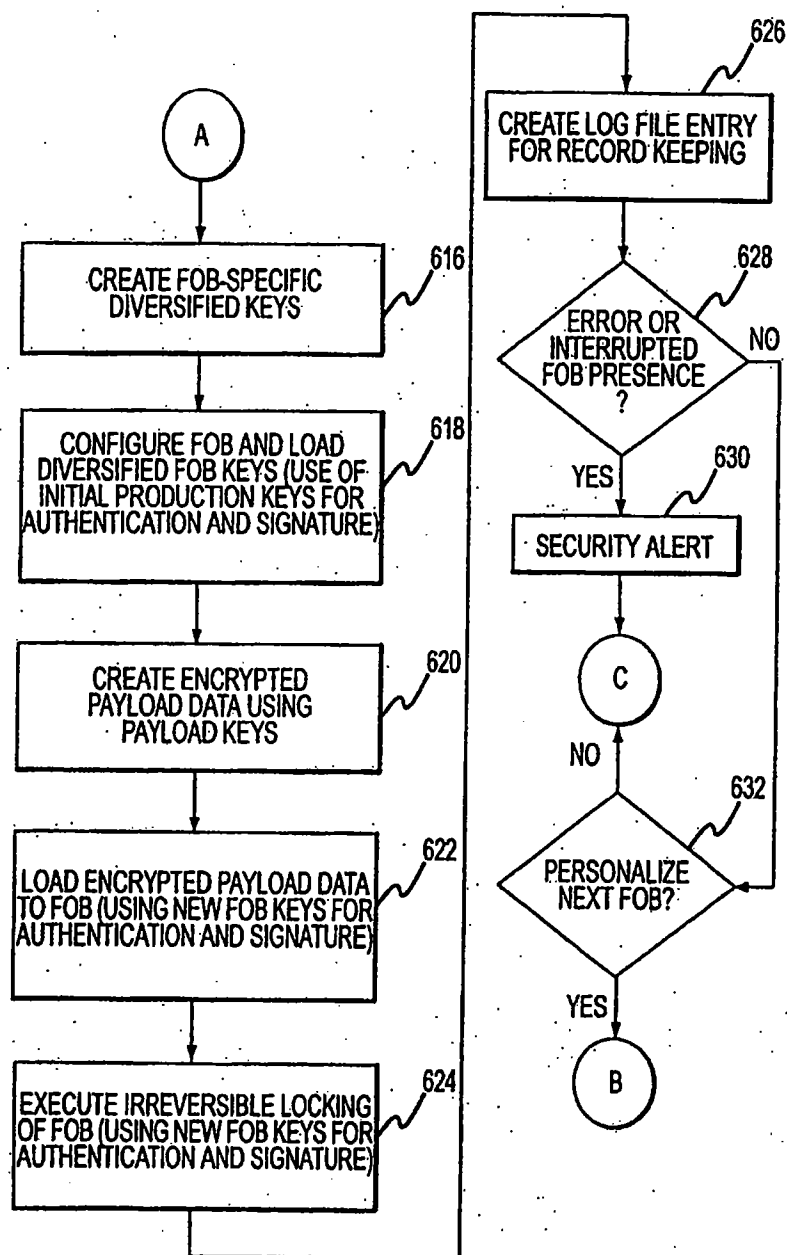 A
616
CREATE FOB-SPECIFIC
DIVERSIFIED KEYS
618
CONFIGURE FOB AND LOAD
DIVERSIFIED FOB KEYS (USE OF
INITIAL PRODUCTION KEYS FOR
AUTHENTICATION AND SIGNATURE)
620
CREATE ENCRYPTED
PAYLOAD DATA USING
PAYLOAD KEYS
622
LOAD ENCRYPTED PAYLOAD DATA
TO FOB (USING NEW FOB KEYS FOR
AUTHENTICATION AND SIGNATURE)
624
EXECUTE IRREVERSIBLE LOCKING
OF FOB (USING NEW FOB KEYS FOR
AUTHENTICATION AND SIGNATURE)
626
CREATE LOG FILE ENTRY
FOR RECORD KEEPING
628
ERROR OR
INTERRUPTED
FOB PRESENCE
?
NO
YES
630
SECURITY ALERT
C
NO
632
PERSONALIZE
NEXT FOB?
YES
B